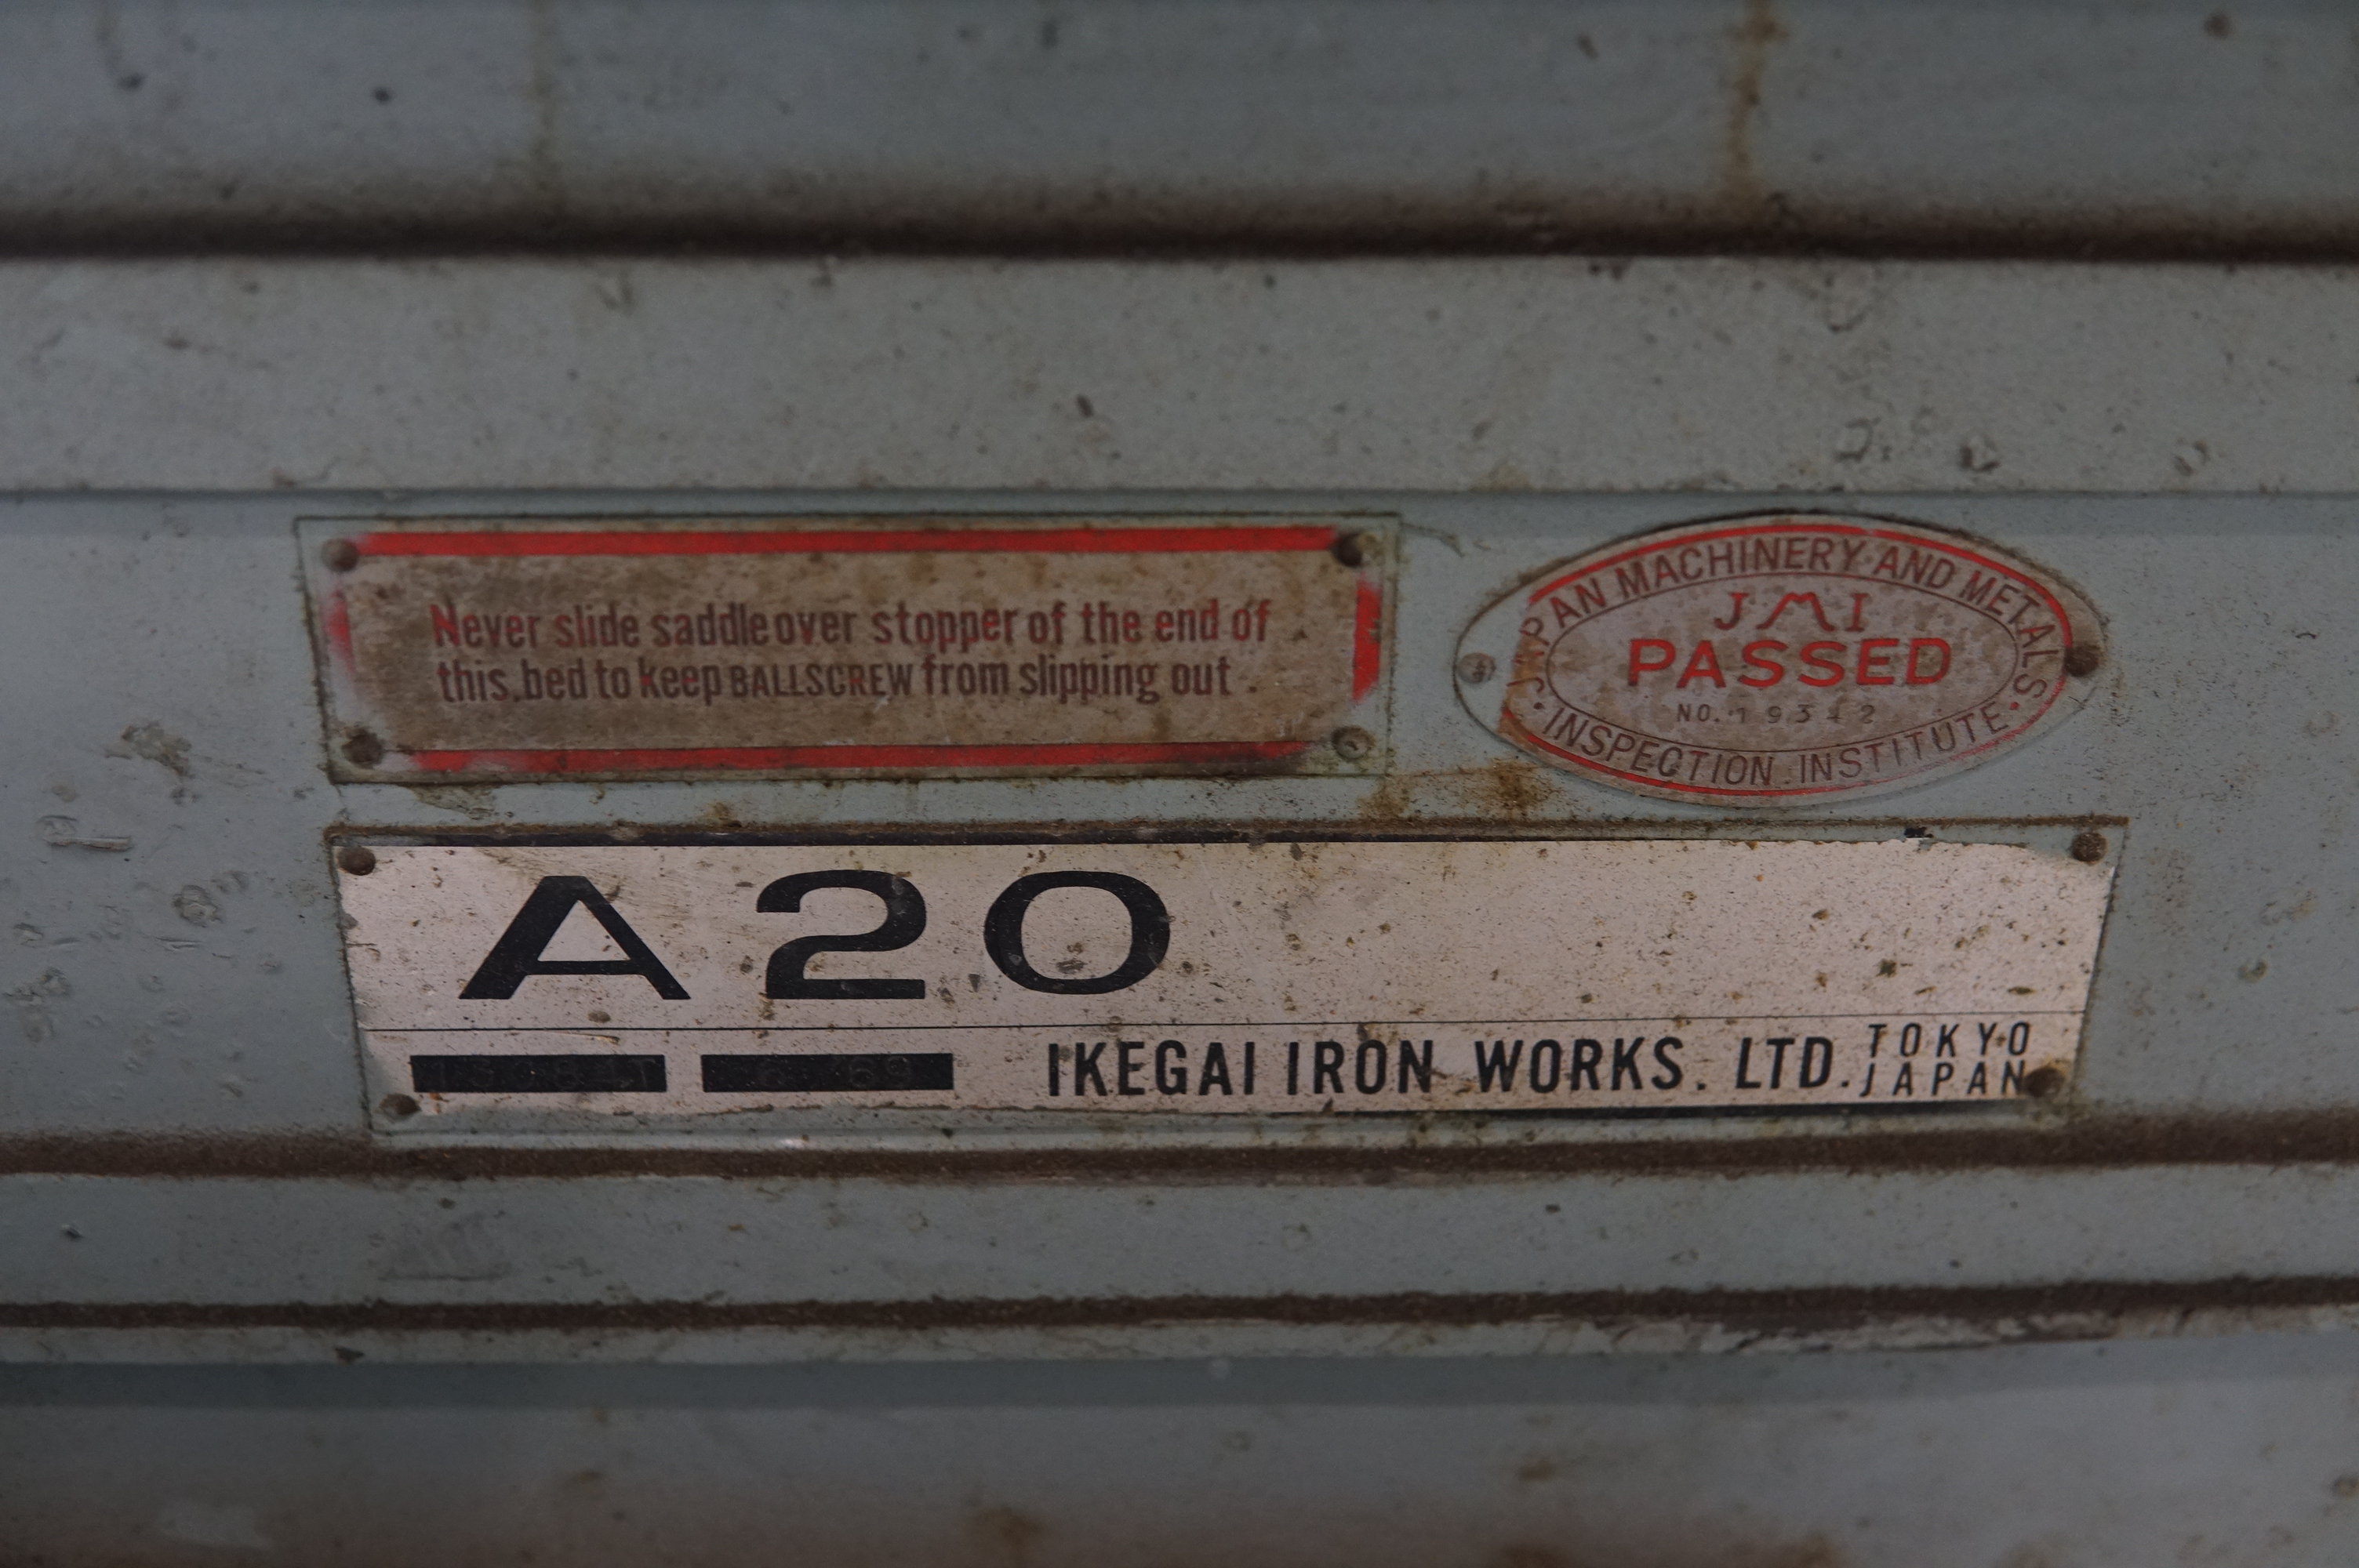 Never slide saddle over stopper of the end of
this bed to keep BALLSCREW from slipping out.
JAPAN MACHINERY AND METALS
JMI
PASSED
NO.
INSPECTION INSTITUTE
A20
IKEGAI IRON WORKS. LTD.
TOKYO
JAPAN